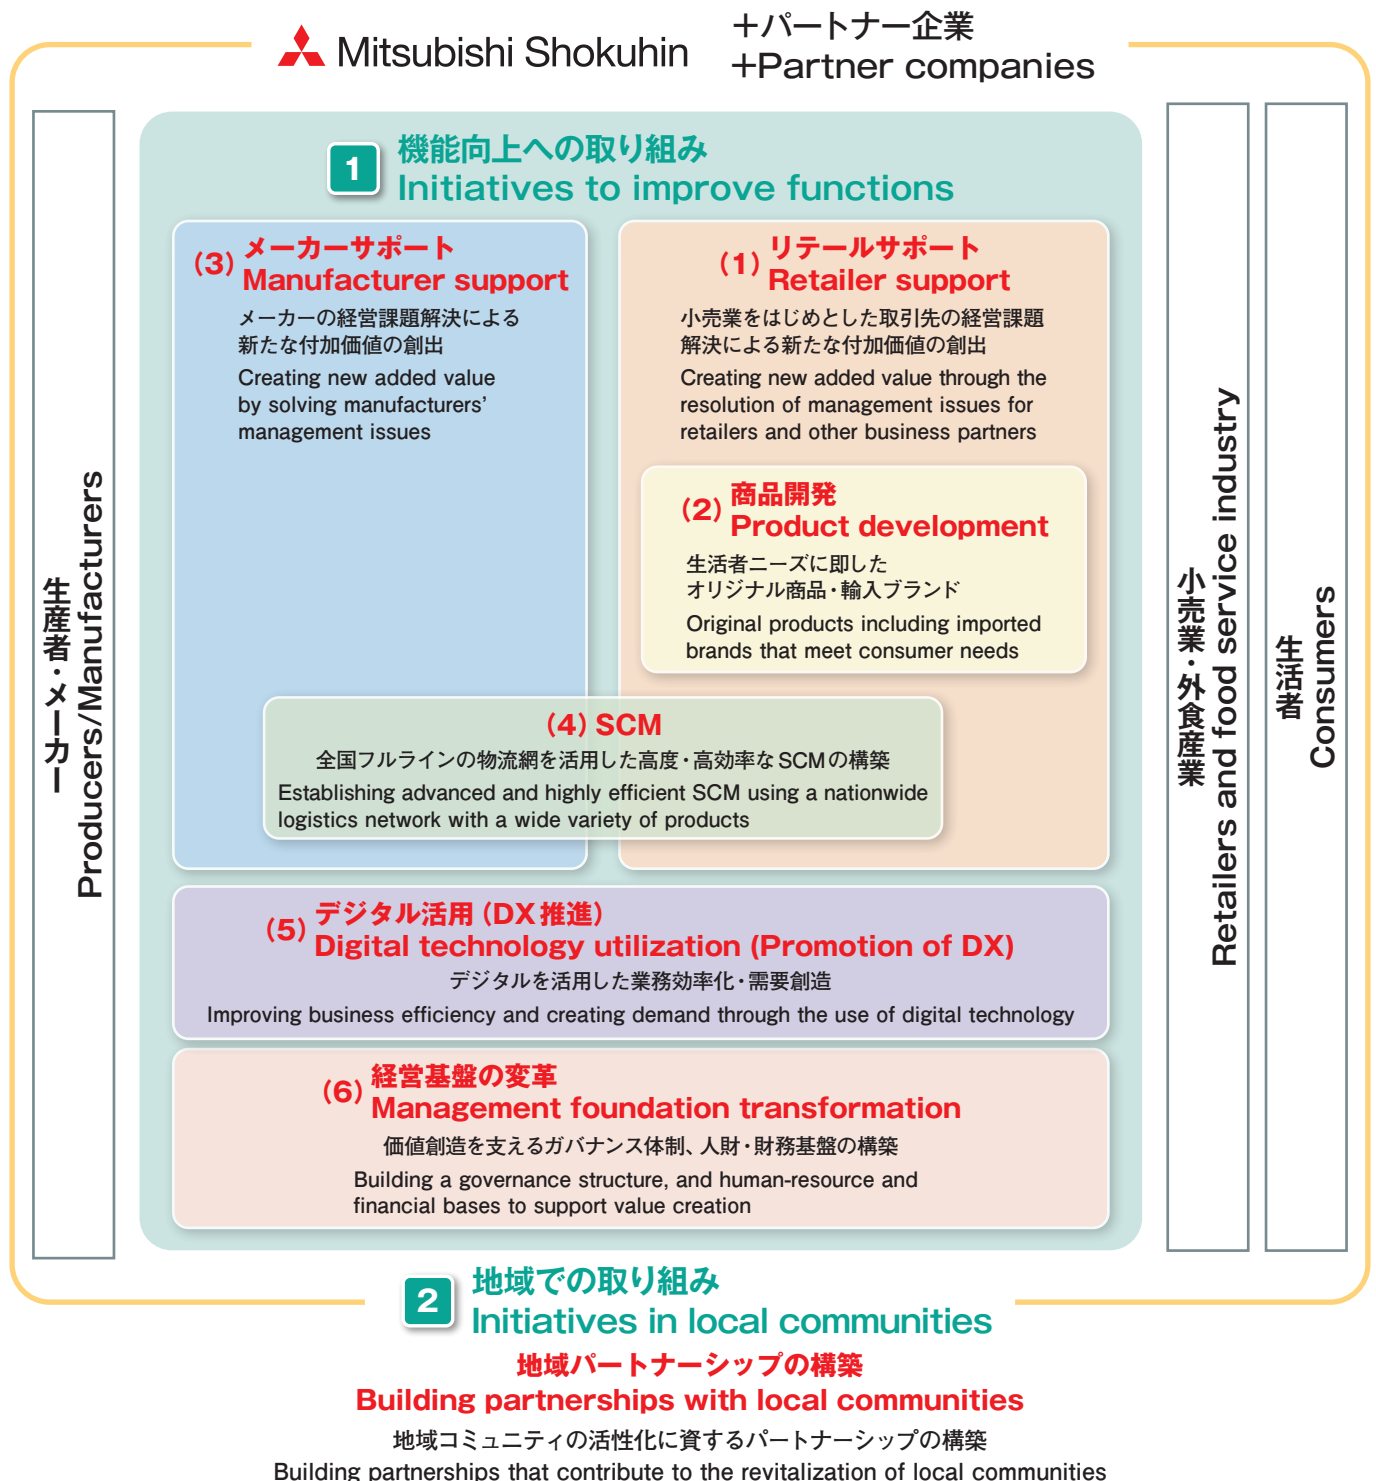 Mitsubishi Shokuhin
＋パートナー企業
+Partner companies
生産者・メーカー
Producers/Manufacturers
1
機能向上への取り組み
Initiatives to improve functions
(3)
メーカーサポート
Manufacturer support
メーカーの経営課題解決による
新たな付加価値の創出
Creating new added value
by solving manufacturers’
management issues
(1)
リテールサポート
Retailer support
小売業をはじめとした取引先の経営課題
解決による新たな付加価値の創出
Creating new added value through the
resolution of management issues for
retailers and other business partners
(2)
商品開発
Product development
生活者ニーズに即した
オリジナル商品・輸入ブランド
Original products including imported
brands that meet consumer needs
(4) SCM
全国フルラインの物流網を活用した高度・高効率なSCMの構築
Establishing advanced and highly efficient SCM using a nationwide
logistics network with a wide variety of products
(5)
デジタル活用（DX推進）
Digital technology utilization (Promotion of DX)
デジタルを活用した業務効率化・需要創造
Improving business efficiency and creating demand through the use of digital technology
(6)
経営基盤の変革
Management foundation transformation
価値創造を支えるガバナンス体制、人財・財務基盤の構築
Building a governance structure, and human-resource and
financial bases to support value creation
小売業・外食産業
Retailers and food service industry
生活者
Consumers
2
地域での取り組み
Initiatives in local communities
地域パートナーシップの構築
Building partnerships with local communities
地域コミュニティの活性化に資するパートナーシップの構築
Building partnerships that contribute to the revitalization of local communities